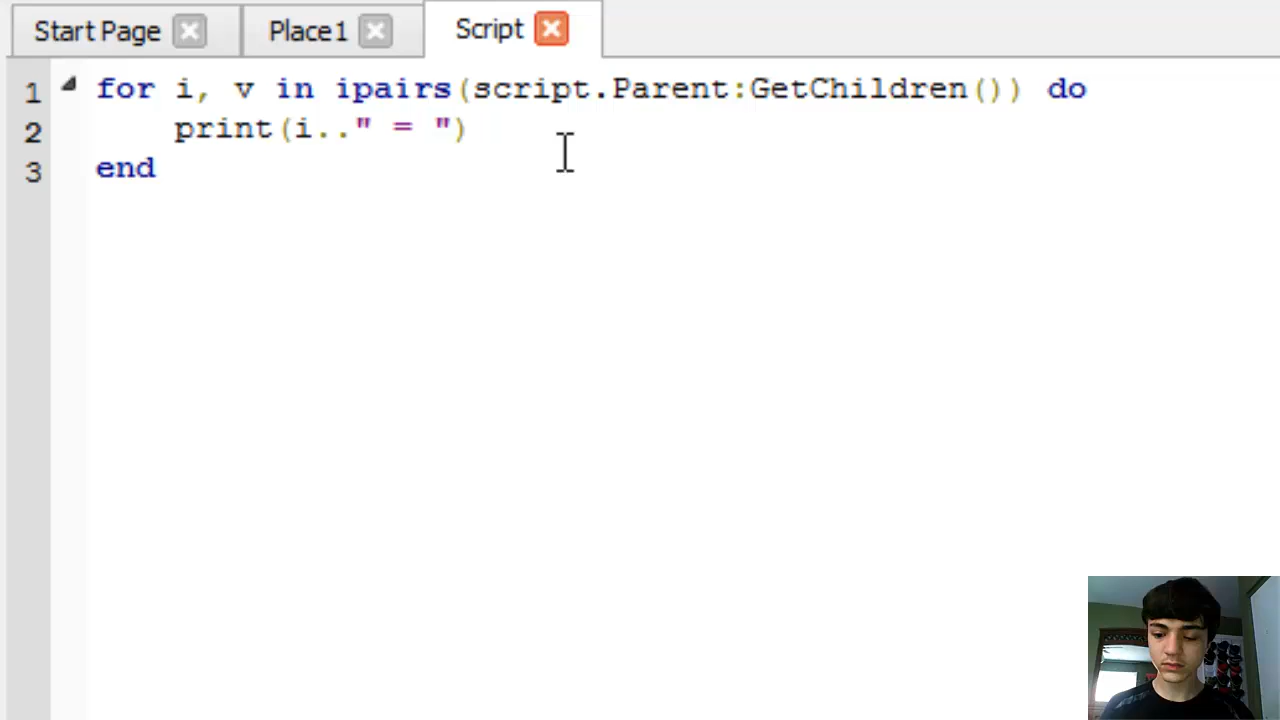 Start Page Place1 Script
1 for i, v in ipairs(script.Parent:GetChildren()) do
2 print(i.." = ")
3 end